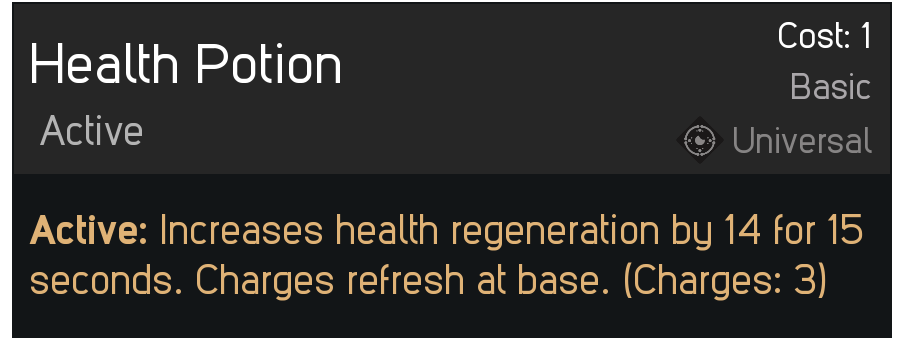 Health Potion
Cost: 1
Basic
Active
Universal
Active: Increases health regeneration by 14 for 15
seconds. Charges refresh at base. (Charges: 3)